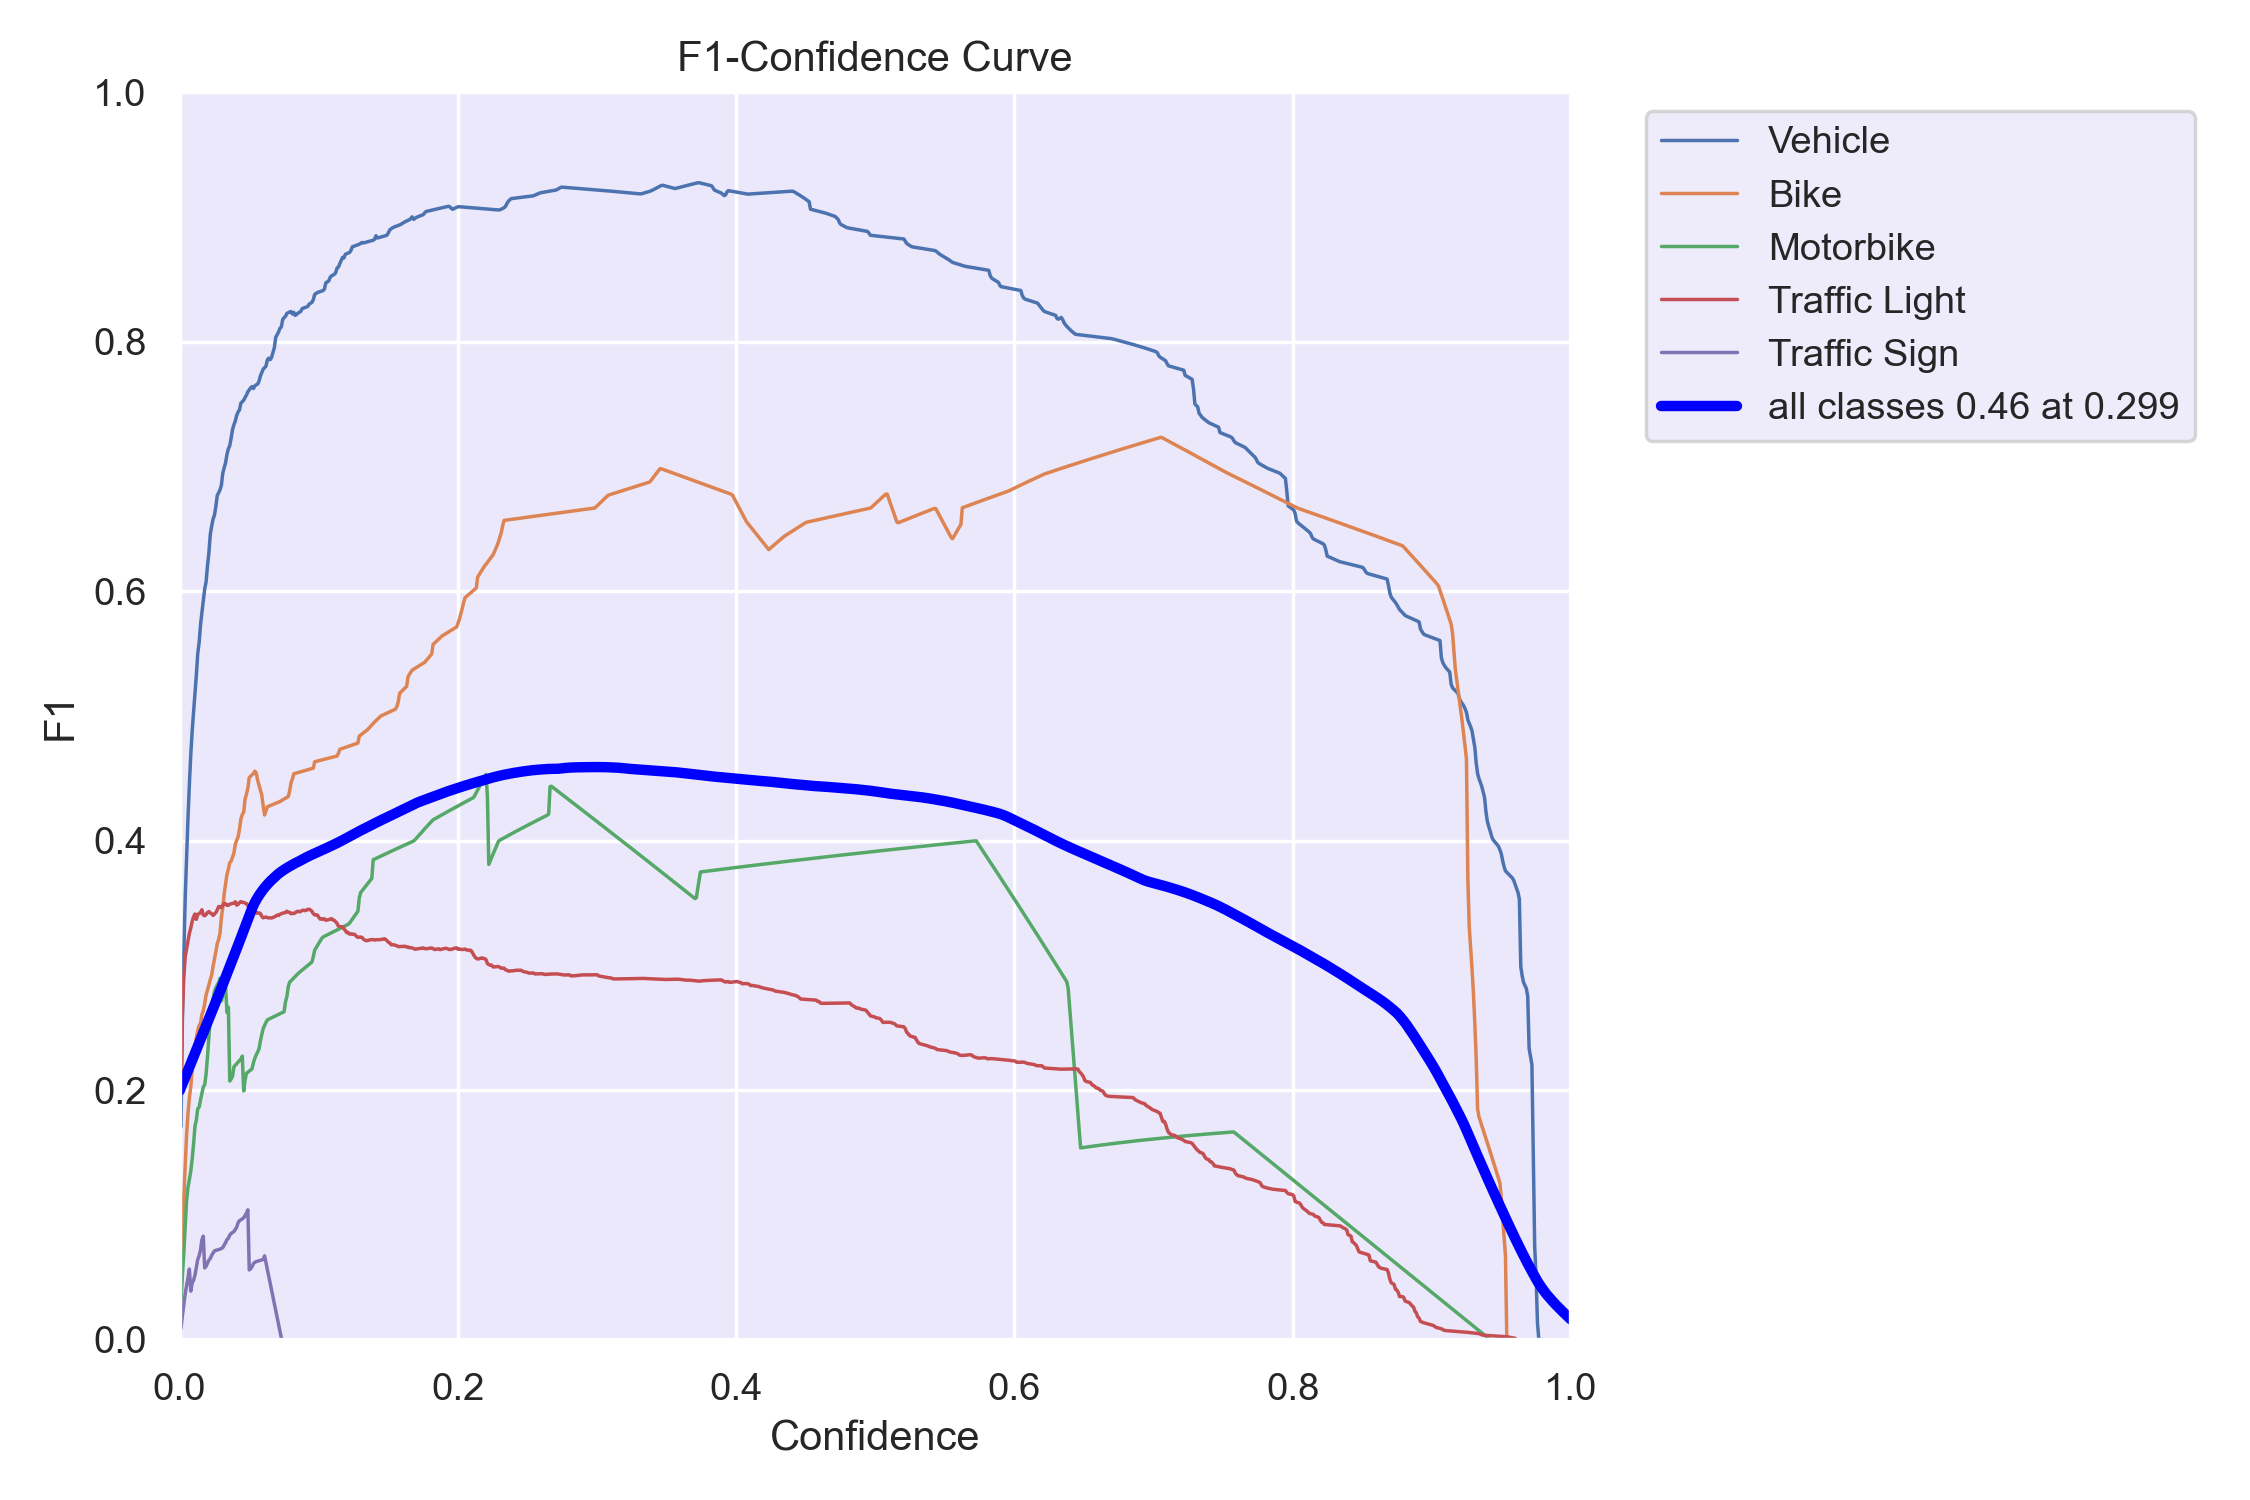 F1-Confidence Curve
1.0
0.8
0.6
0.4
0.2
0.0
F1
0.0 0.2 0.4 0.6 0.8 1.0
Confidence
Vehicle
Bike
Motorbike
Traffic Light
Traffic Sign
all classes 0.46 at 0.299